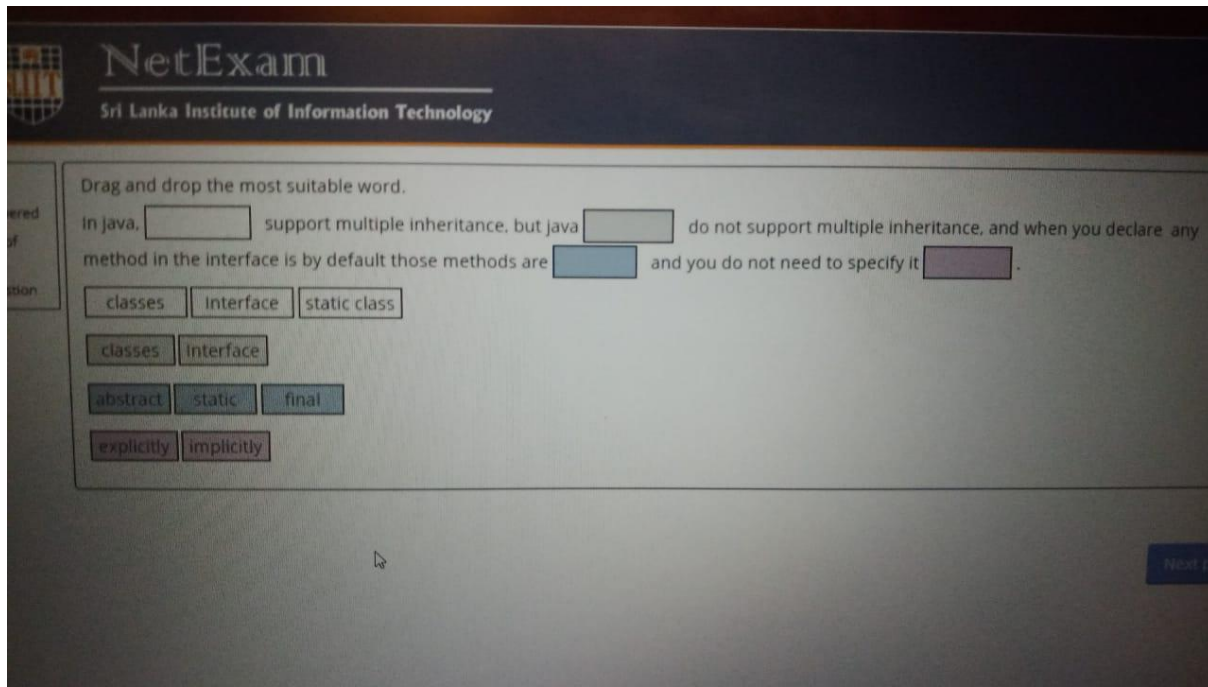 NetExam
Sri Lanka Institute of Information Technology
Drag and drop the most suitable word.
In java, support multiple inheritance, but java do not support multiple inheritance, and when you declare any
method in the interface is by default those methods are and you do not need to specify it .
classes Interface static class
classes Interface
abstract static final
explicitly implicitly
Next